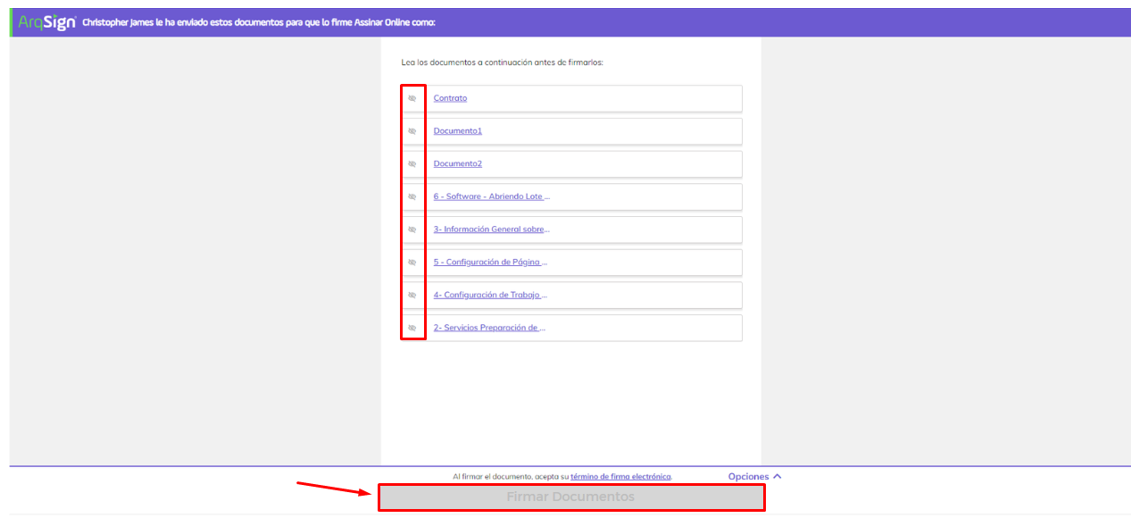 ArqSign Christopher James le ha enviado estos documentos para que lo firme Assinar Online como:
Lea los documentos a continuación antes de firmarlos:
Contrato
Documento1
Documento2
6 - Software - Abriendo Lote ...
3- Información General sobre...
5 - Configuración de Página ...
4- Configuración de Trabajo ...
2- Servicios Preparación de ...
Al firmar el documento, acepta su término de firma electrónica.
Opciones
Firmar Documentos